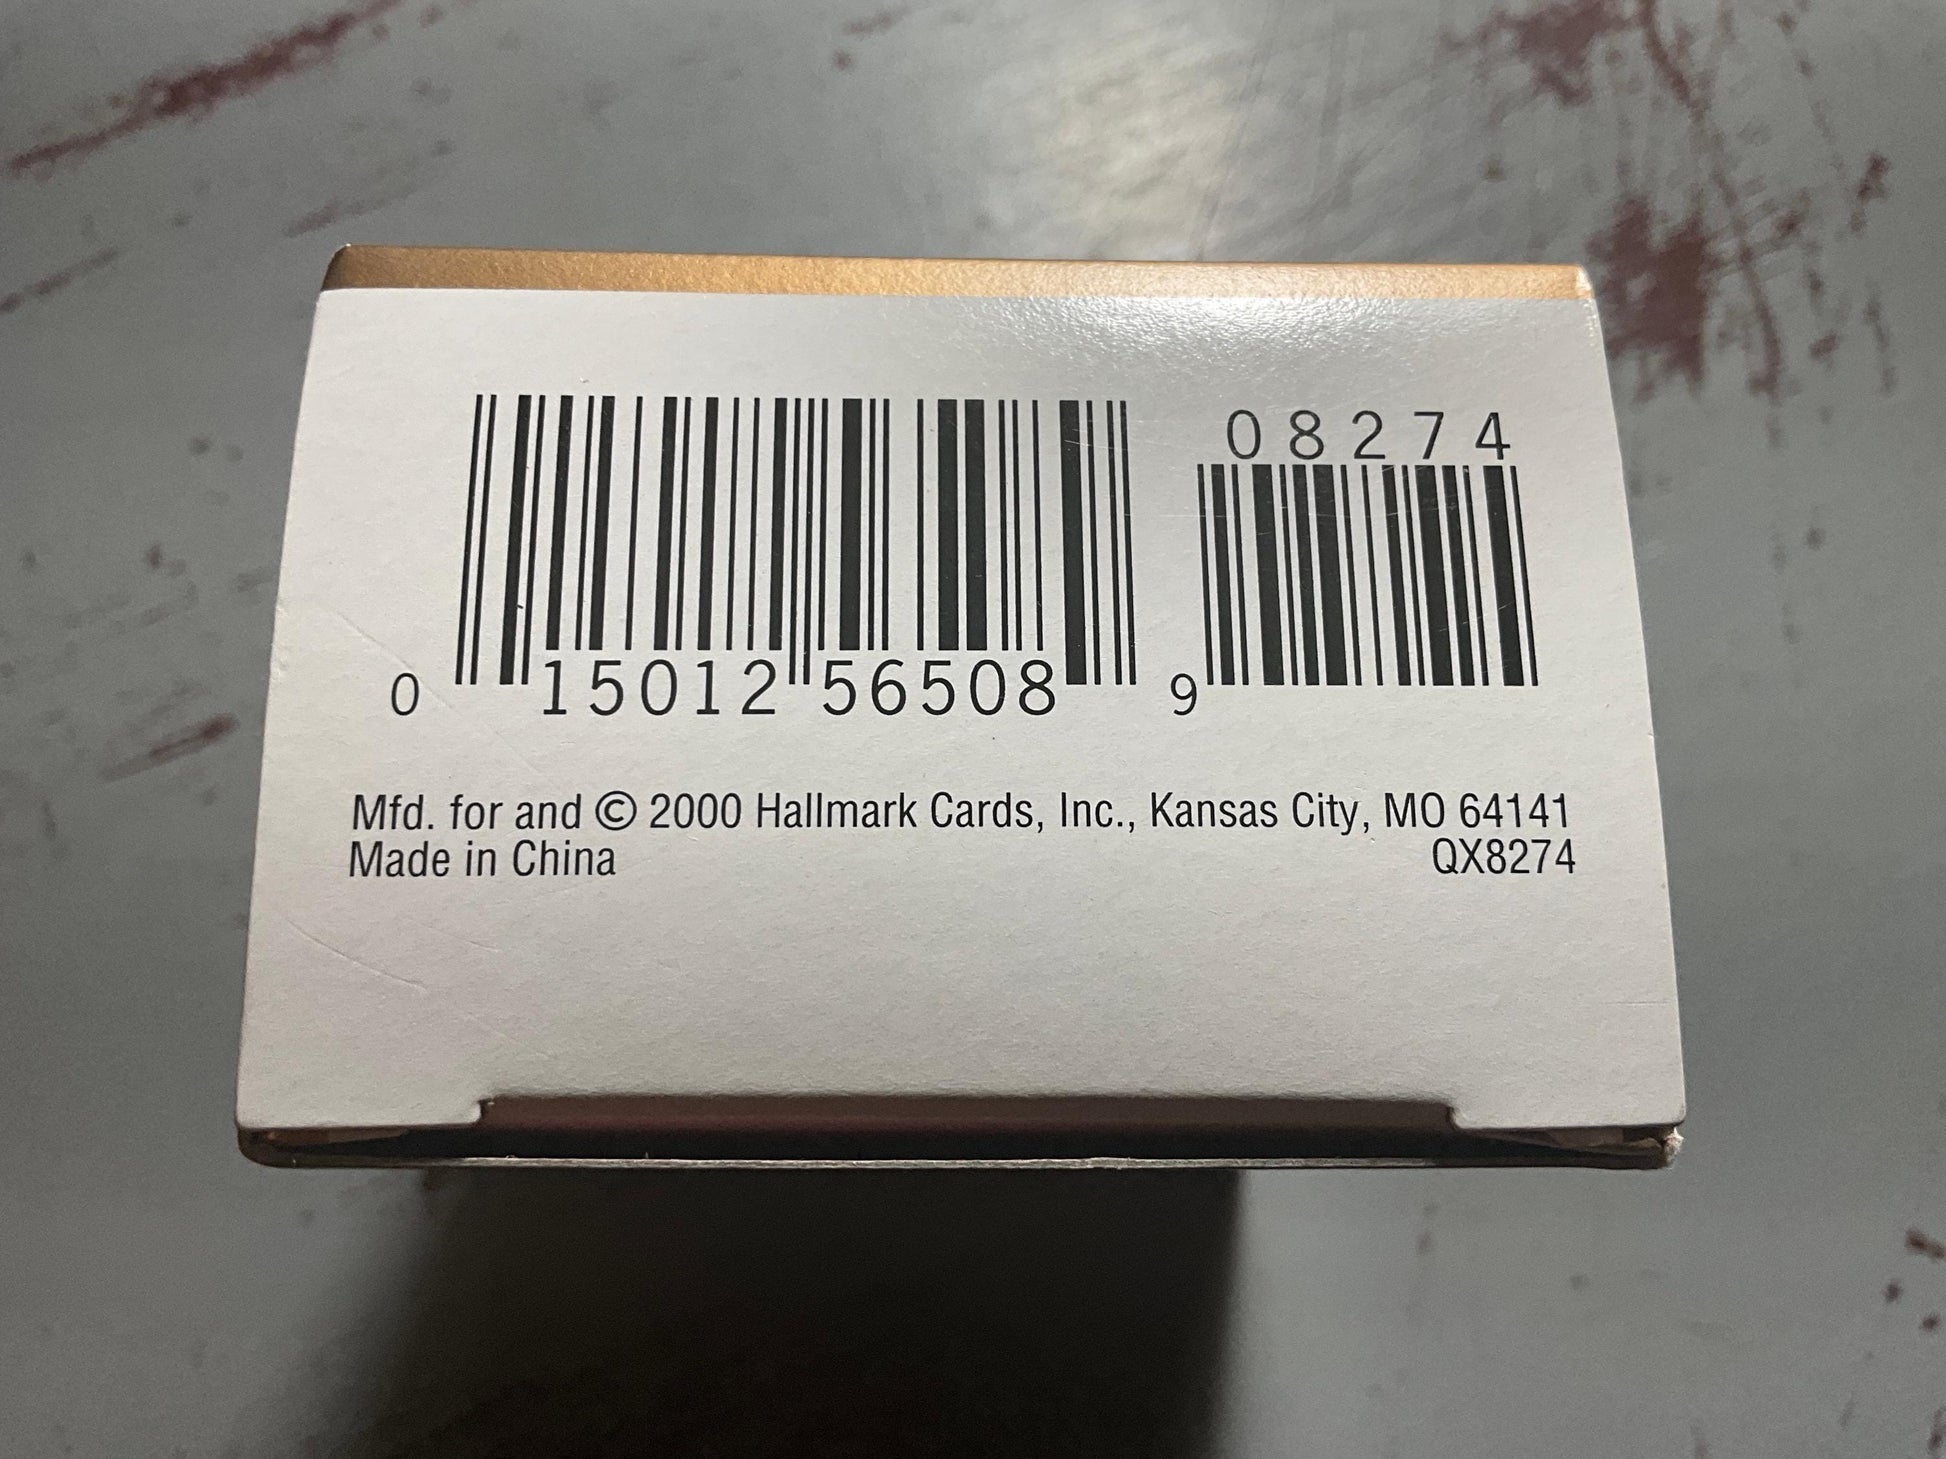 08274
0 15012 56508 9
Mfd. for and © 2000 Hallmark Cards, Inc., Kansas City, MO 64141
Made in China QX8274